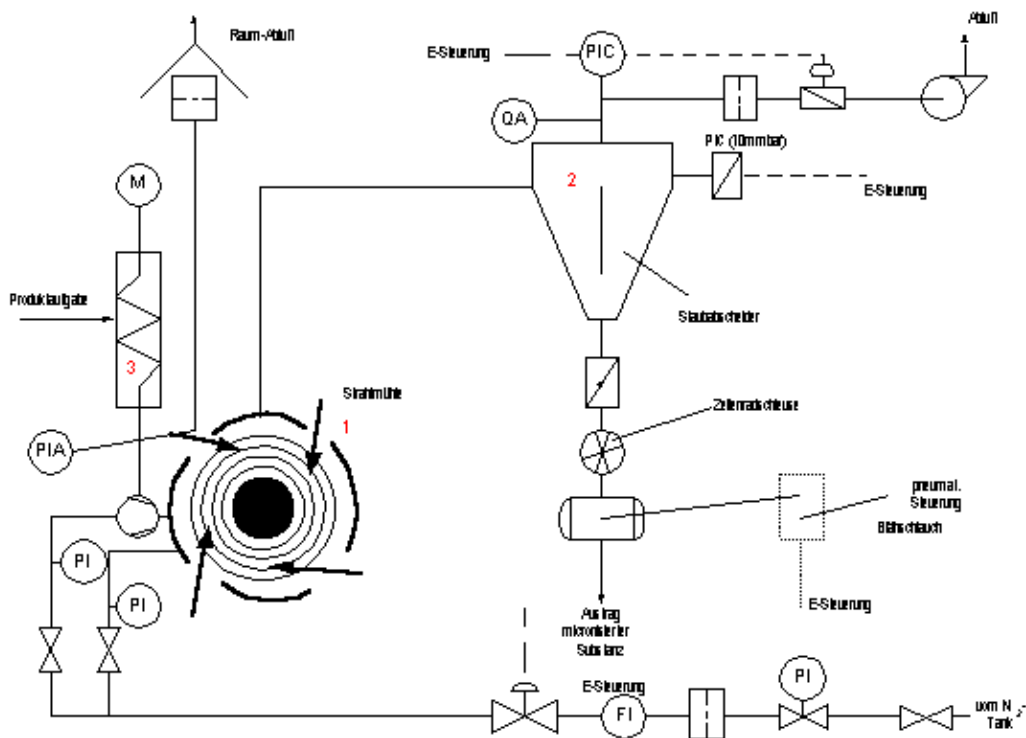 Raum-Abluft
Abluft
E-Steuerung
PIC
QA
PIC (10mmbar)
M
2
E-Steuerung
Produktaufgabe
Staubabscheider
3
Strahlmühle
1
Zellenradschleuse
PIA
pneumat.
Steuerung
Blähschlauch
PI
PI
E-Steuerung
Austrag
micronisierter
Substanz
E-Steuerung
PI
FI
vom N2-
Tank